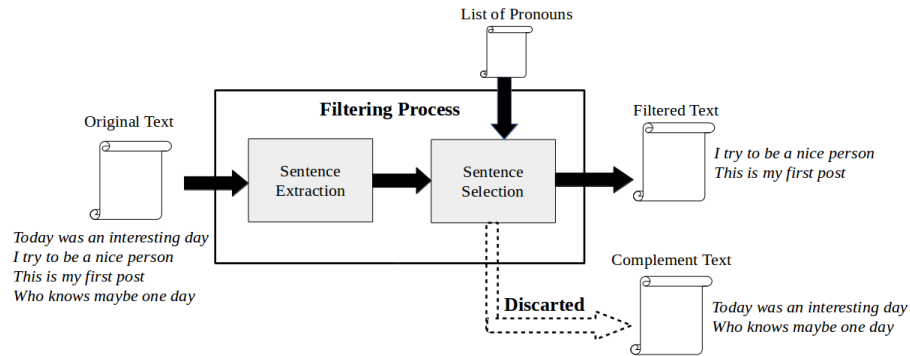 List of Pronouns
Filtering Process
Original Text
Filtered Text
Sentence
Extraction
Sentence
Selection
I try to be a nice person
This is my first post
Today was an interesting day
I try to be a nice person
This is my first post
Who knows maybe one day
Complement Text
Discarted
Today was an interesting day
Who knows maybe one day